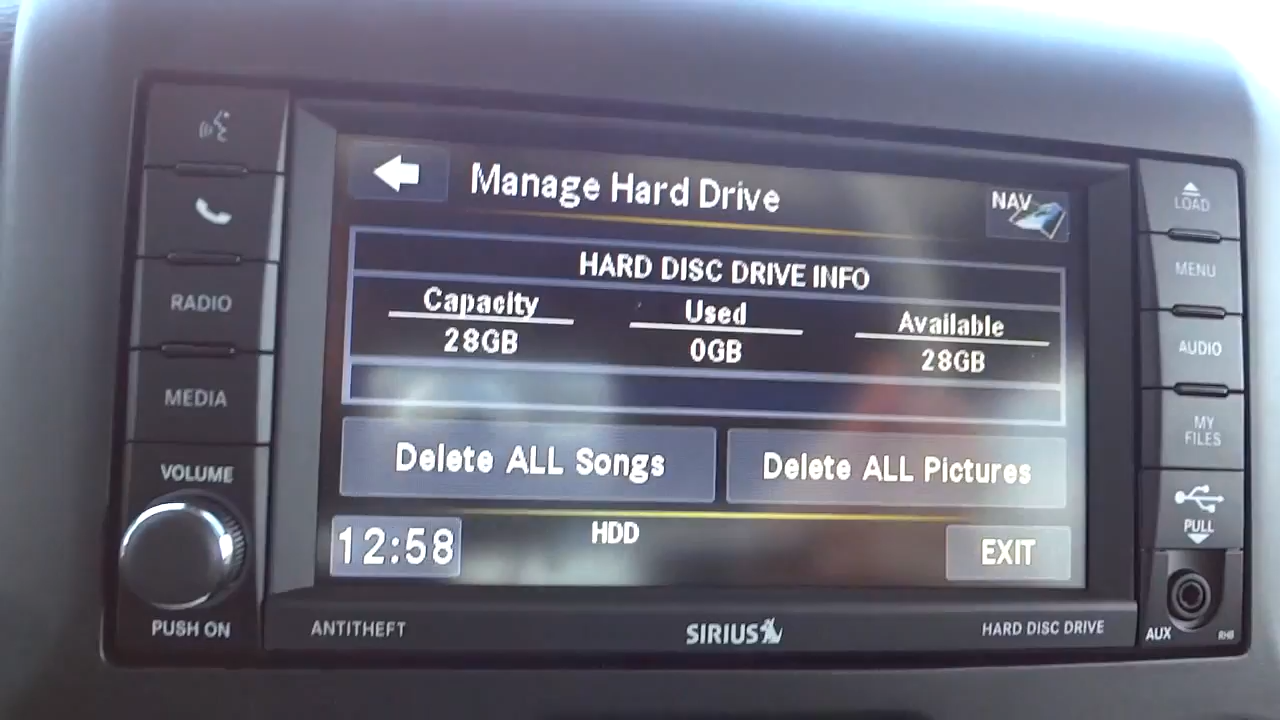 Manage Hard Drive
NAV
HARD DISC DRIVE INFO
Capacity Used Available
28GB 0GB 28GB
Delete ALL Songs Delete ALL Pictures
12:58 HDD EXIT
RADIO
MEDIA
VOLUME
PUSH ON
LOAD
MENU
AUDIO
MY
FILES
PULL
AUX RHB
ANTITHEFT SIRIUS HARD DISC DRIVE